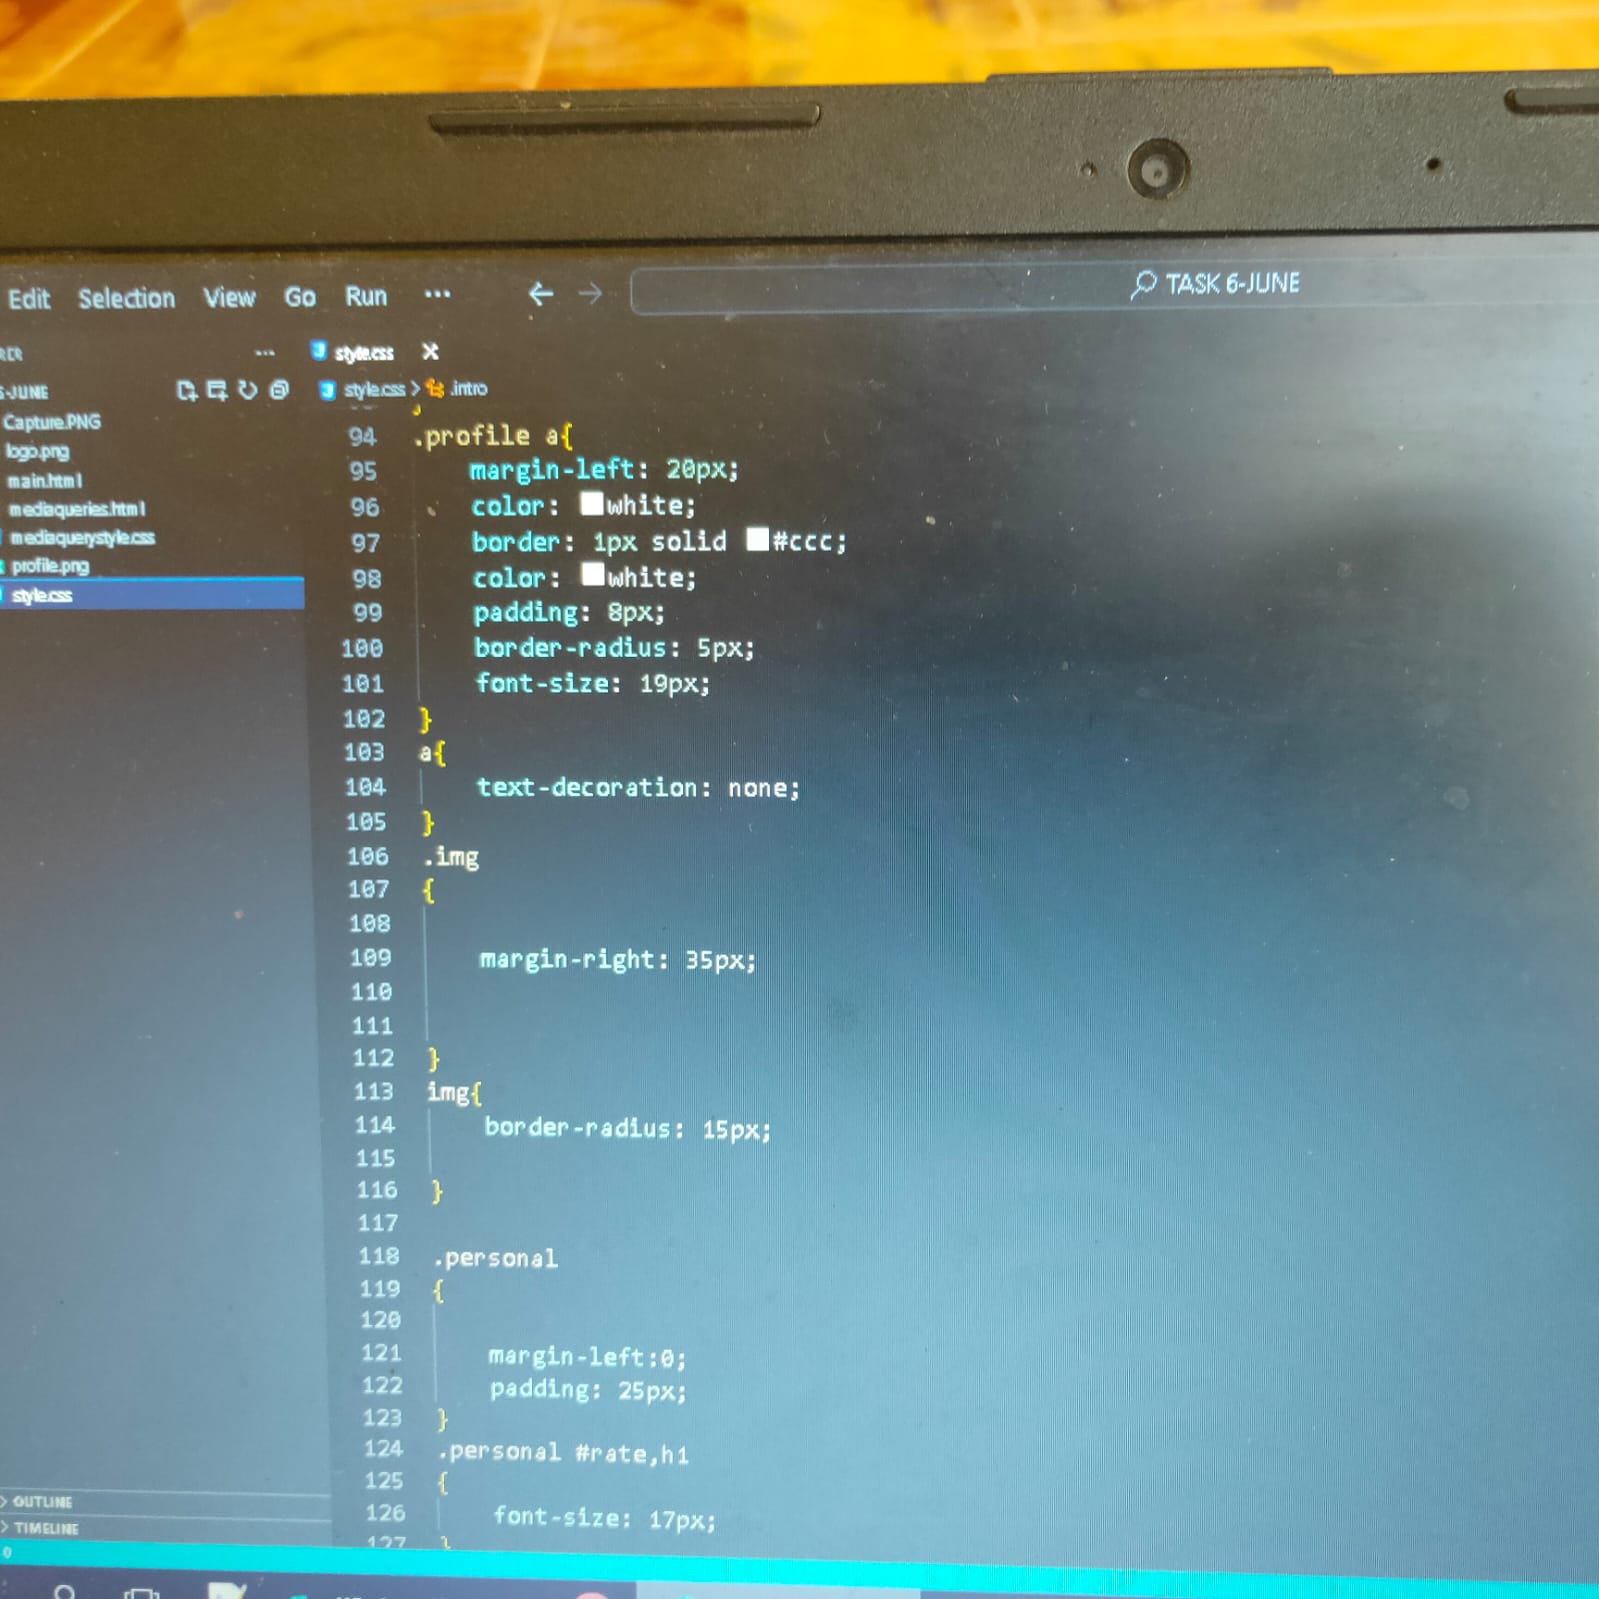 Edit Selection View Go Run ... TASK 6-JUNE
style.css
-JUNE
style.css > .intro
Capture.PNG
logo.png
main.html
mediaqueries.html
mediaquerystyle.css
profile.png
style.css
94 .profile a{
95 margin-left: 20px;
96 color: white;
97 border: 1px solid #ccc;
98 color: white;
99 padding: 8px;
100 border-radius: 5px;
101 font-size: 19px;
102 }
103 a{
104 text-decoration: none;
105 }
106 .img
107 {
108
109 margin-right: 35px;
110
111
112 }
113 img{
114 border-radius: 15px;
115
116 }
117
118 .personal
119 {
120
121 margin-left:0;
122 padding: 25px;
123 }
124 .personal #rate,h1
125 {
126 font-size: 17px;
127 }
OUTLINE
TIMELINE
0